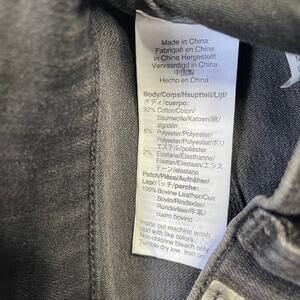 Made in China
Fabriqué en Chine
in China Hergestellt
Vervaardigd in China
中国製
Hecho en China
Body/Corps/Hauptteil/Lijf/
ボディ/cuerpo:
92% Cotton/Coton/
Baumwolle/Katoen/綿/
algodón
6% Polyester/Polyester/
Polyester/Polyester/ポリ
エステル/poliéster
2% Elastane/Élasthanne/
Elastan/Elastaan/エラス
テーン/elastano
Patch/Pièce/Aufnäher/
Lap/パッチ/parche:
100% Bovine Leather/Cuir
Bovin/Rindleder/
Runderleer/牛革/
cuero bovino
Inside out machine wash
cold with like colors.
Non-chlorine bleach only
Tumble dry low. Iron on